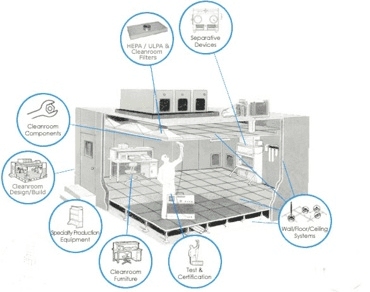 HEPA / ULPA &
Cleanroom
Filters
Separative
Devices
Cleanroom
Components
Cleanroom
Design/Build
Specialty Production
Equipment
Cleanroom
Furniture
Test &
Certification
Wall/Floor/Ceiling
Systems